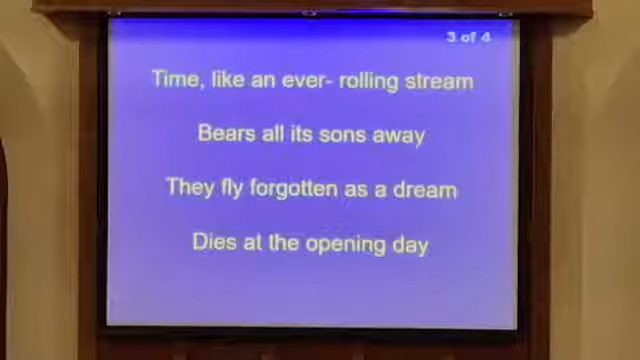 3 of 4
Time, like an ever- rolling stream
Bears all its sons away
They fly forgotten as a dream
Dies at the opening day